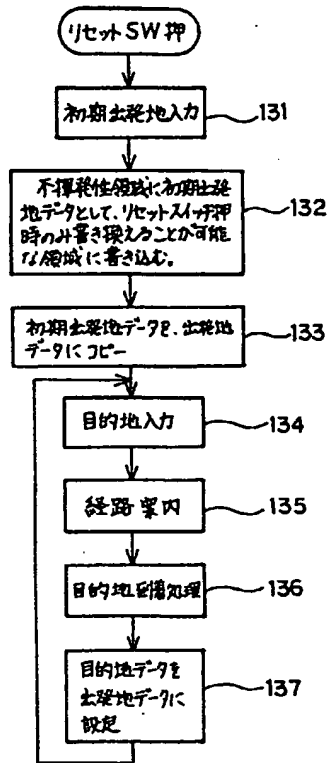 リセットSW押
初期出発地入力
131
不揮発性領域に初期出発
地データとして、リセットスイッチ押
時のみ書き換えることが可能
な領域に書き込む。
132
初期出発地データを、出発地
データにコピー
133
目的地入力
134
経路案内
135
目的地到着処理
136
目的地データを
出発地データに
設定
137